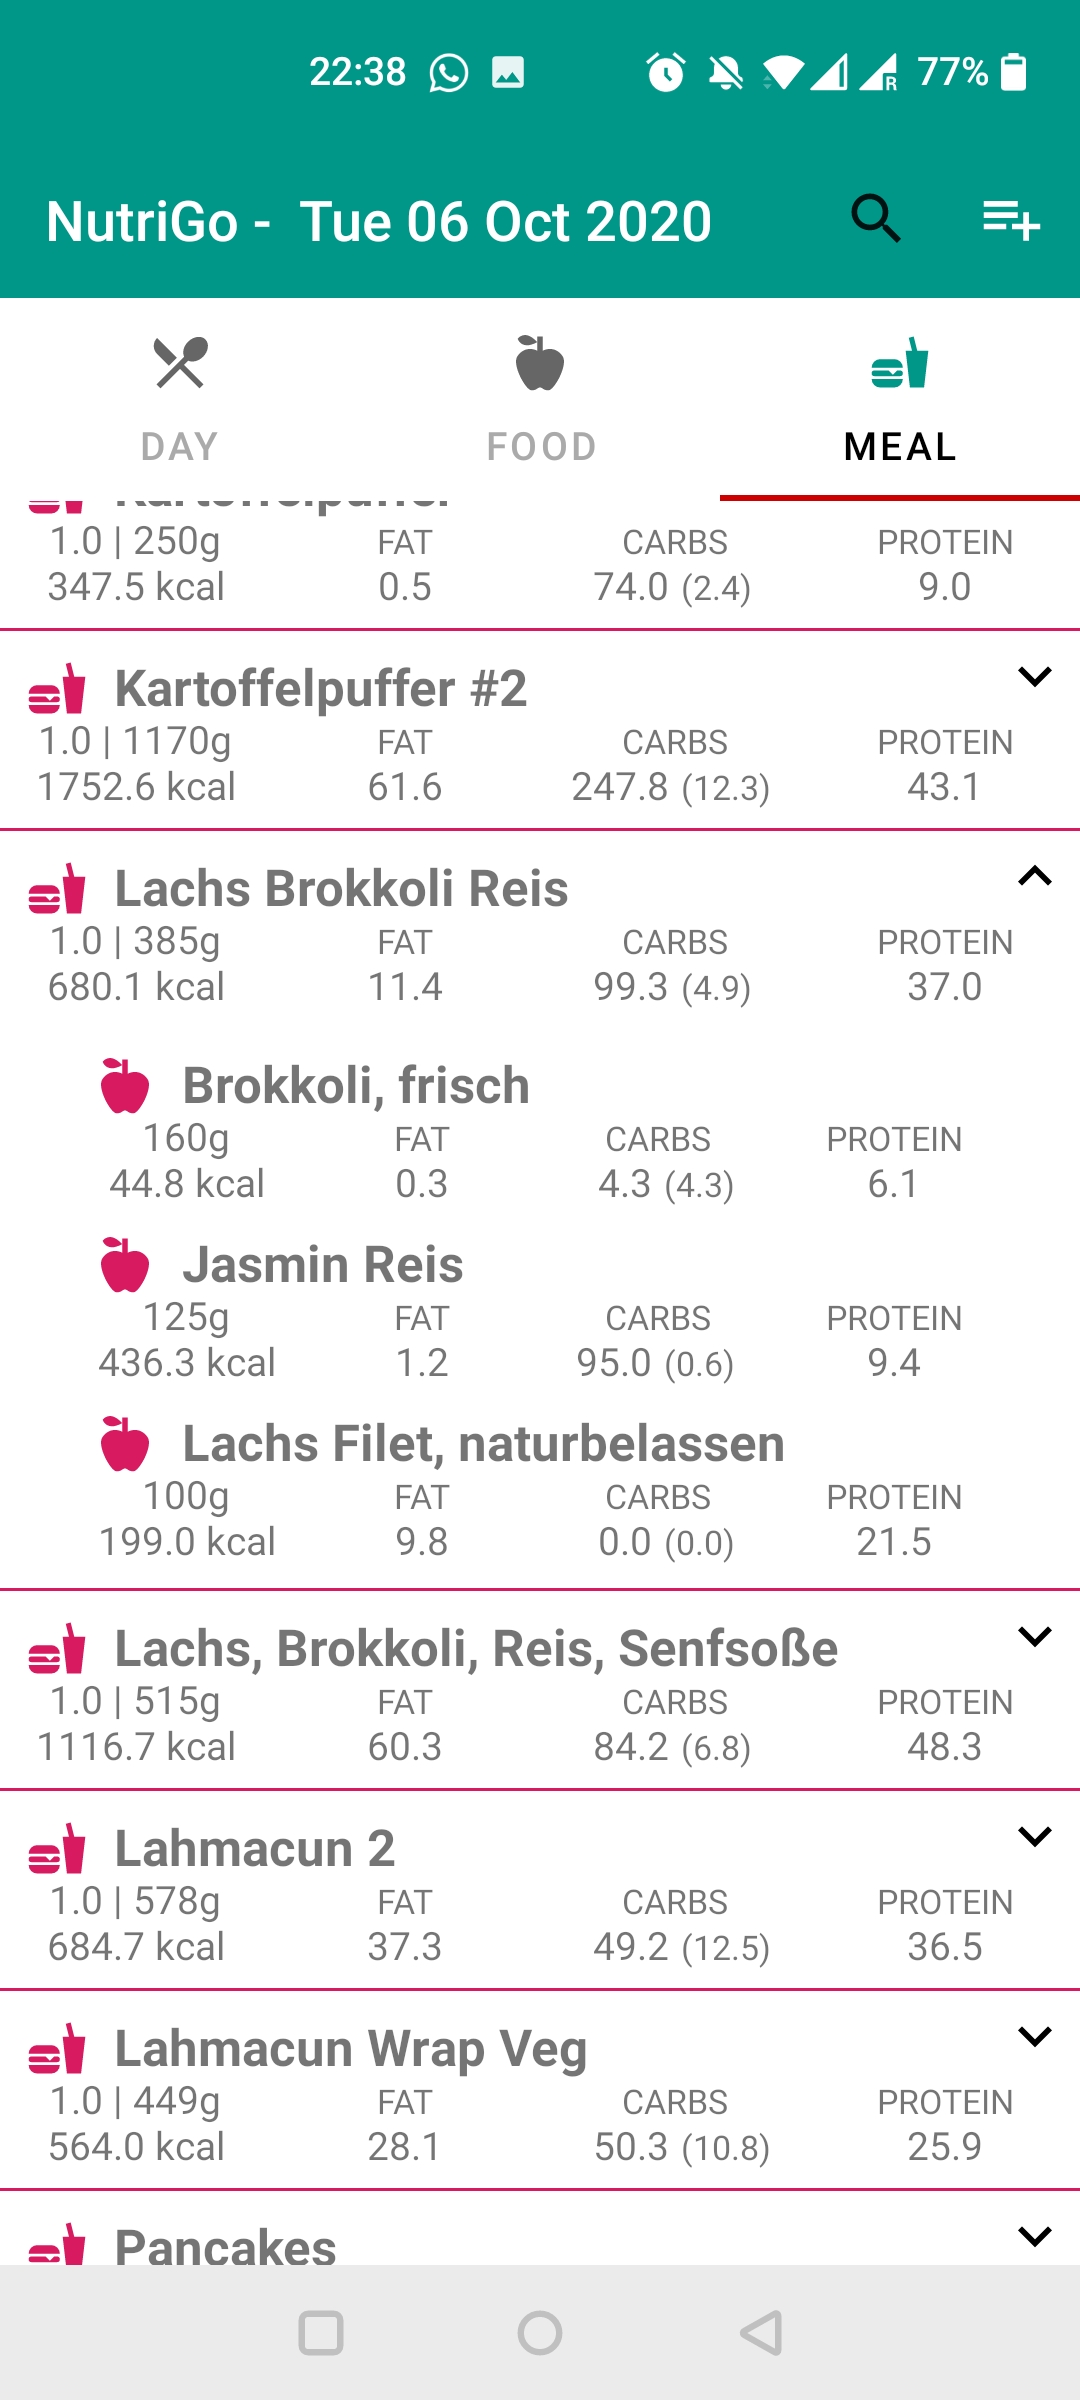 22:38 77%
NutriGo - Tue 06 Oct 2020
DAY FOOD MEAL
Kartoffelpuffer
1.0 | 250g FAT CARBS PROTEIN
347.5 kcal 0.5 74.0 (2.4) 9.0
Kartoffelpuffer #2
1.0 | 1170g FAT CARBS PROTEIN
1752.6 kcal 61.6 247.8 (12.3) 43.1
Lachs Brokkoli Reis
1.0 | 385g FAT CARBS PROTEIN
680.1 kcal 11.4 99.3 (4.9) 37.0
Brokkoli, frisch
160g FAT CARBS PROTEIN
44.8 kcal 0.3 4.3 (4.3) 6.1
Jasmin Reis
125g FAT CARBS PROTEIN
436.3 kcal 1.2 95.0 (0.6) 9.4
Lachs Filet, naturbelassen
100g FAT CARBS PROTEIN
199.0 kcal 9.8 0.0 (0.0) 21.5
Lachs, Brokkoli, Reis, Senfsoße
1.0 | 515g FAT CARBS PROTEIN
1116.7 kcal 60.3 84.2 (6.8) 48.3
Lahmacun 2
1.0 | 578g FAT CARBS PROTEIN
684.7 kcal 37.3 49.2 (12.5) 36.5
Lahmacun Wrap Veg
1.0 | 449g FAT CARBS PROTEIN
564.0 kcal 28.1 50.3 (10.8) 25.9
Pancakes